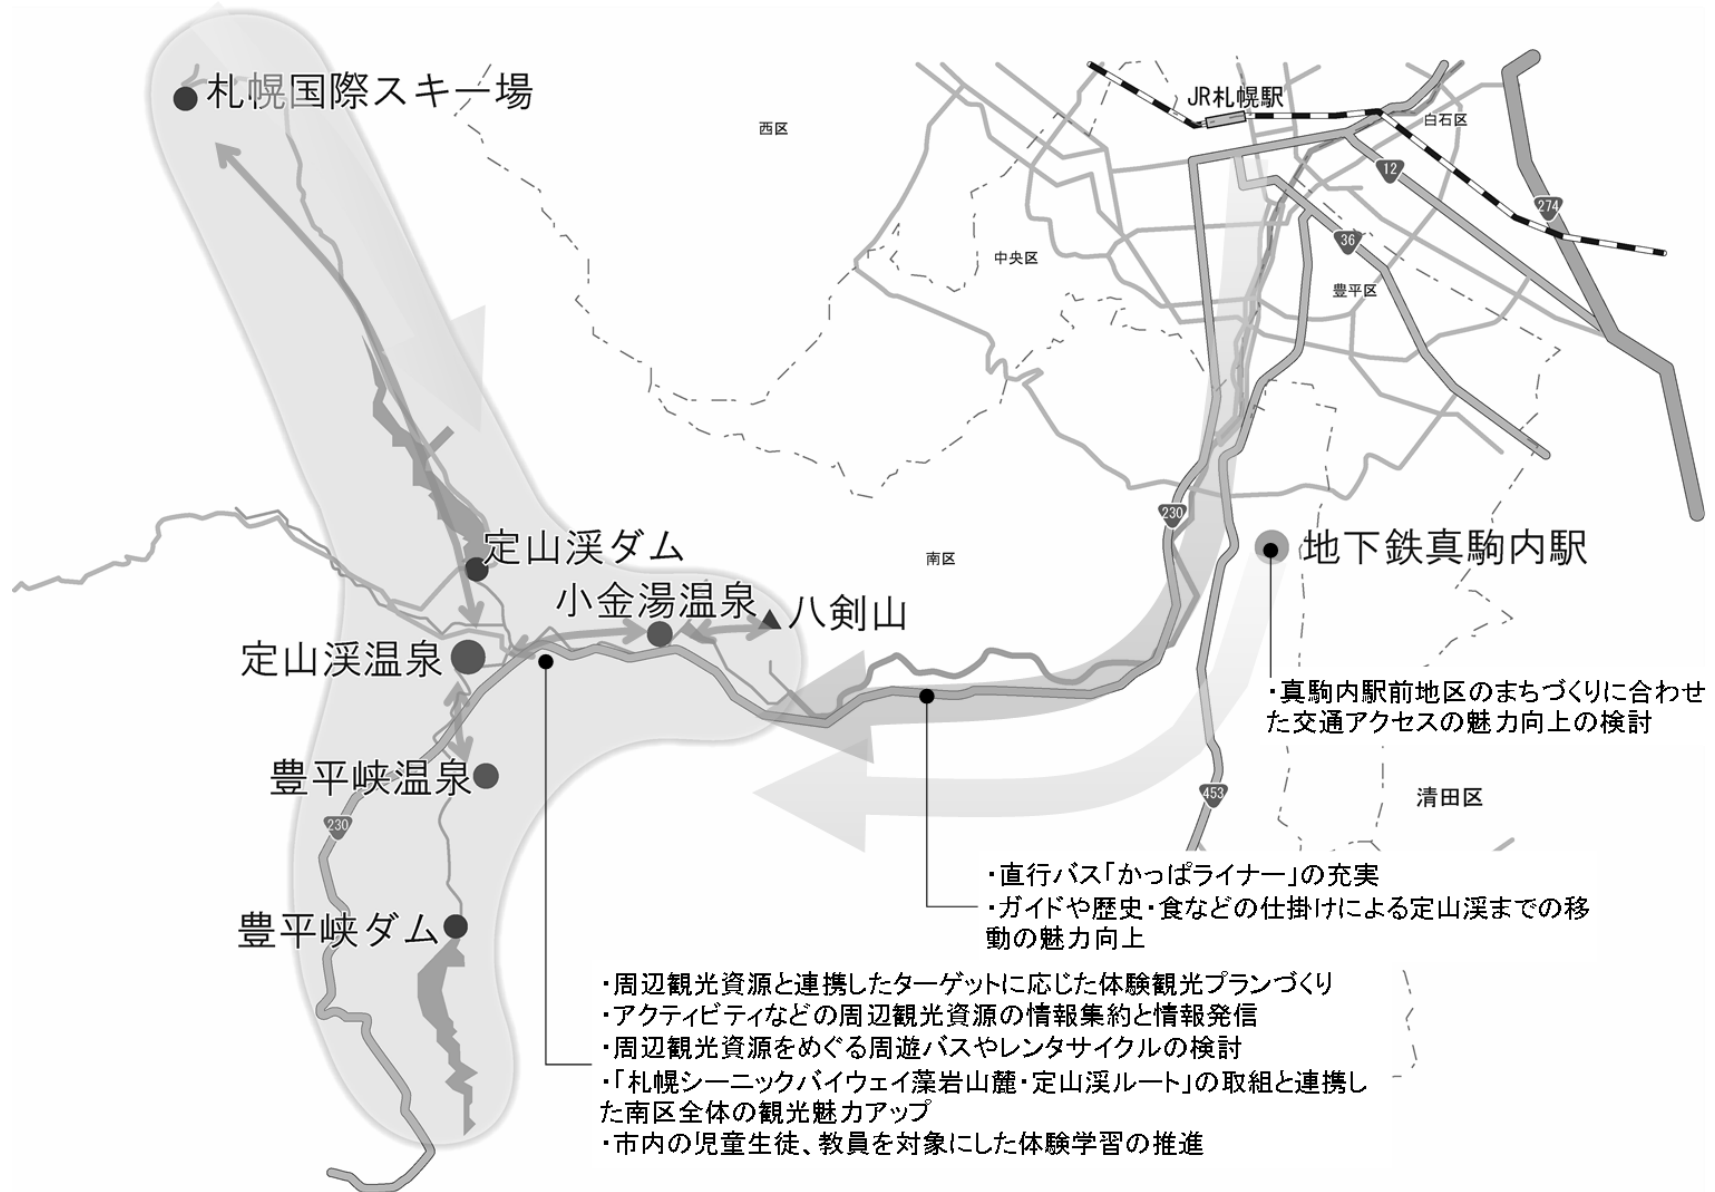 札幌国際スキー場
JR札幌駅
西区
白石区
12
274
36
中央区
豊平区
230
定山渓ダム
南区
地下鉄真駒内駅
小金湯温泉
八剣山
定山渓温泉
・真駒内駅前地区のまちづくりに合わせ
た交通アクセスの魅力向上の検討
豊平峡温泉
453
清田区
230
・直行バス｢かっぱライナー｣の充実
・ガイドや歴史・食などの仕掛けによる定山渓までの移
動の魅力向上
豊平峡ダム
・周辺観光資源と連携したターゲットに応じた体験観光プランづくり
・アクティビティなどの周辺観光資源の情報集約と情報発信
・周辺観光資源をめぐる周遊バスやレンタサイクルの検討
・｢札幌シーニックバイウェイ藻岩山麓・定山渓ルート｣の取組と連携し
た南区全体の観光魅力アップ
・市内の児童生徒、教員を対象にした体験学習の推進